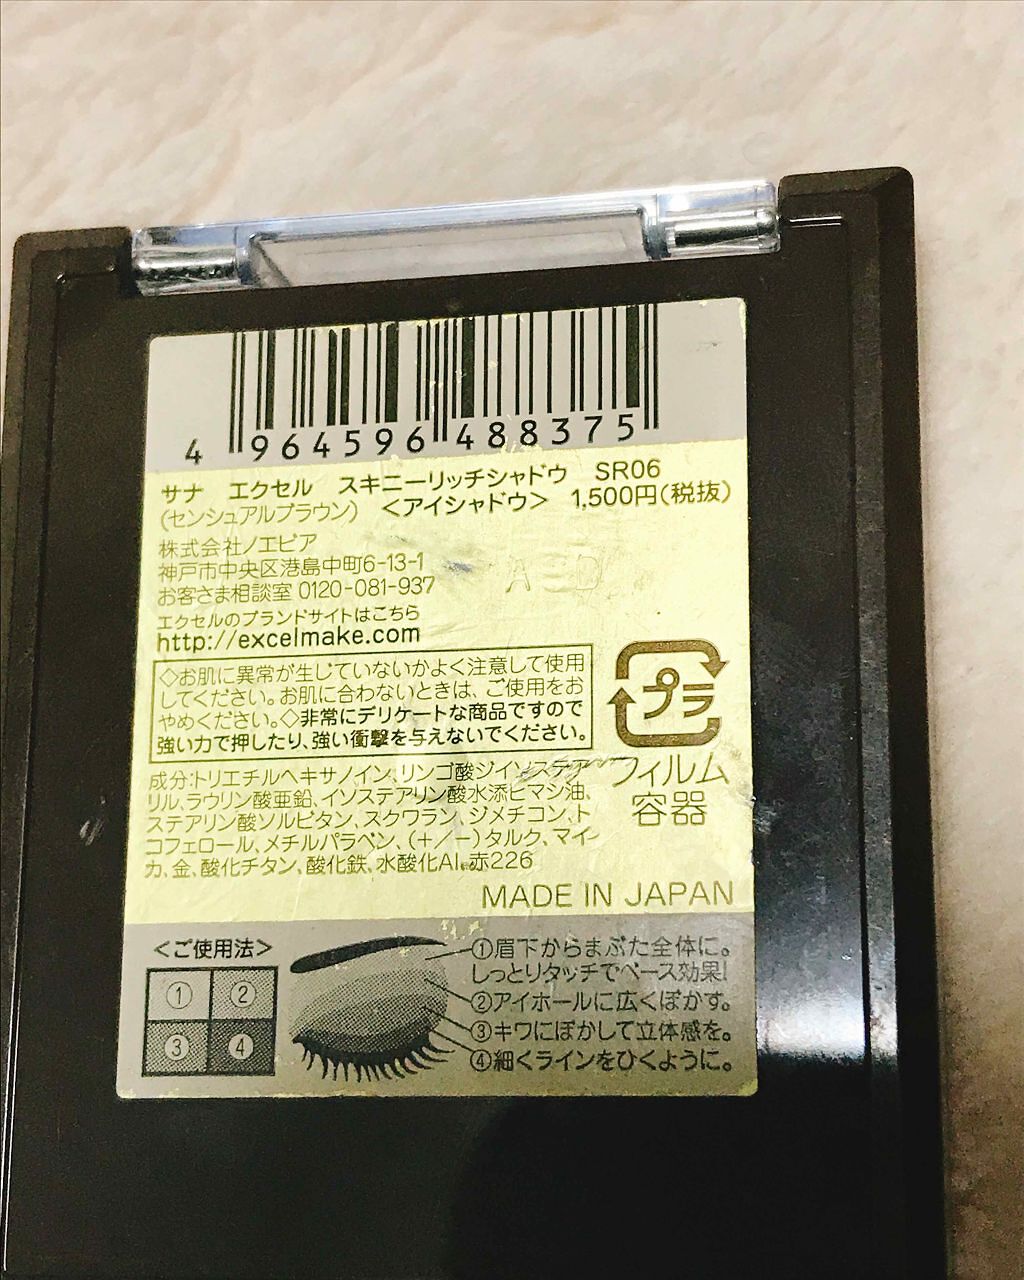 4 964596 488375
サナ エクセル スキニーリッチシャドウ SR06
(センシュアルブラウン) <アイシャドウ> 1,500円(税抜)
株式会社ノエビア
神戸市中央区港島中町6-13-1
お客さま相談室 0120-081-937
エクセルのブランドサイトはこちら
http://excelmake.com
◇お肌に異常が生じていないかよく注意して使用
してください。お肌に合わないときは、ご使用をお
やめください。◇非常にデリケートな商品ですので
強い力で押したり、強い衝撃を与えないでください。
プラ
フィルム
容器
成分:トリエチルヘキサノイン、リンゴ酸ジイソステア
リル、ラウリン酸亜鉛、イソステアリン酸水添ヒマシ油、
ステアリン酸ソルビタン、スクワラン、ジメチコン、ト
コフェロール、メチルパラベン、(+/-)タルク、マイ
カ、金、酸化チタン、酸化鉄、水酸化Al、赤226
MADE IN JAPAN
<ご使用法>
① ②
③ ④
①眉下からまぶた全体に。
しっとりタッチでベース効果!
②アイホールに広くぼかす。
③キワにぼかして立体感を。
④細くラインをひくように。